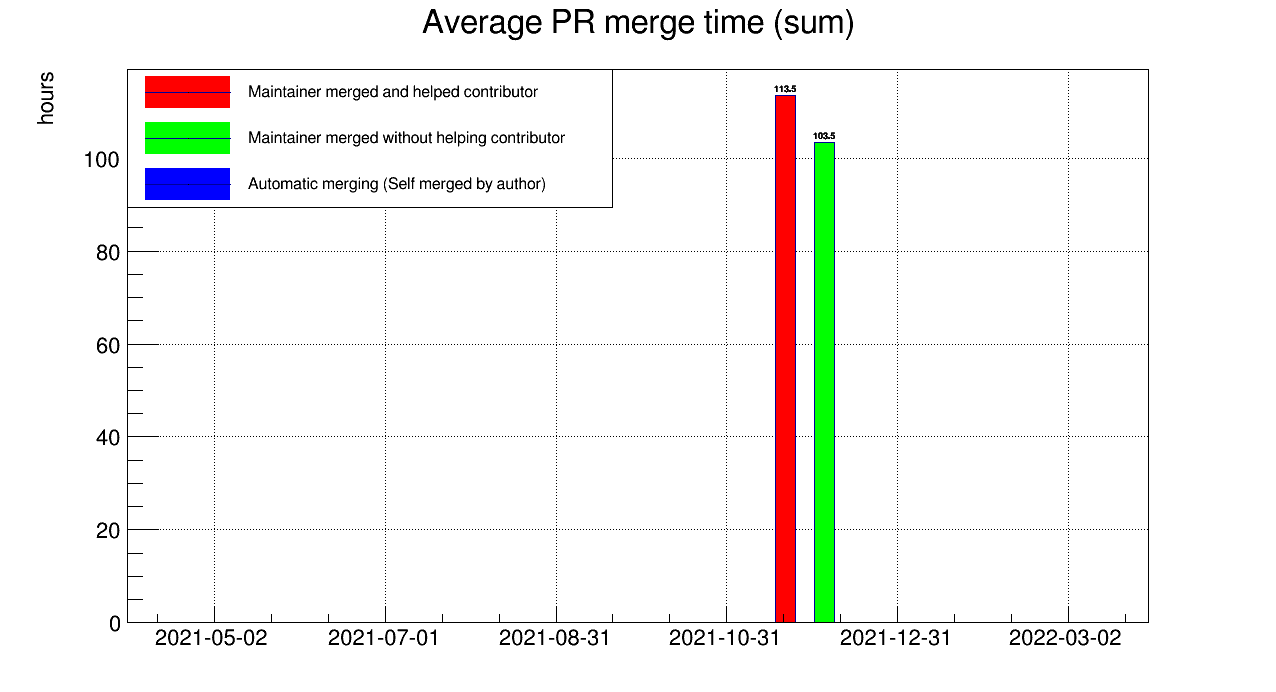 Average PR merge time (sum)
hours
Maintainer merged and helped contributor
Maintainer merged without helping contributor
Automatic merging (Self merged by author)
113.5
103.5
100
80
60
40
20
0
2021-05-02 2021-07-01 2021-08-31 2021-10-31 2021-12-31 2022-03-02